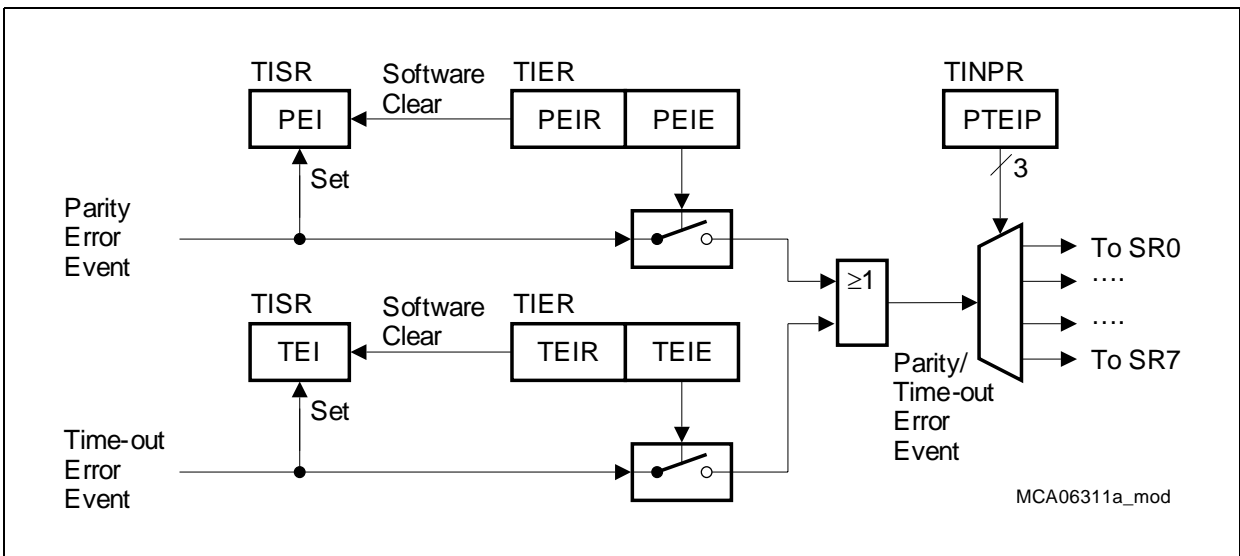 TISR
Software
Clear
TIER
TINPR
PEI
PEIR
PEIE
PTEIP
3
Set
Parity
Error
Event
To SR0
....
≥1
TISR
Software
Clear
TIER
....
TEI
TEIR
TEIE
To SR7
Parity/
Time-out
Error
Event
Set
Time-out
Error
Event
MCA06311a_mod